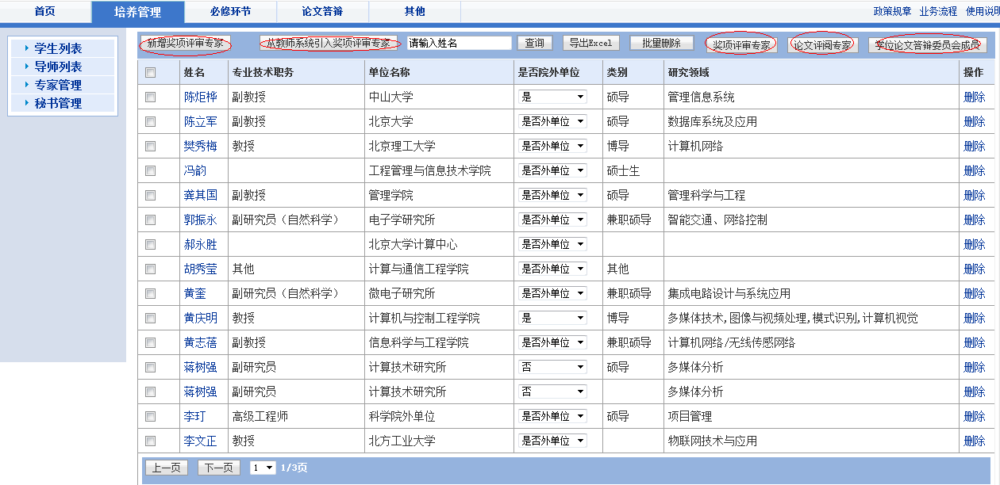 首页 培养管理 必修环节 论文答辩 其他 政策规章 业务流程 使用说明
学生列表
导师列表
专家管理
秘书管理
新增奖项评审专家 从教师系统引入奖项评审专家 请输入姓名 查询 导出Excel 批量删除 奖项评审专家 论文评阅专家 学位论文答辩委员会成员
姓名 专业技术职务 单位名称 是否院外单位 类别 研究领域 操作
陈炬桦 副教授 中山大学 是 硕导 管理信息系统 删除
陈立军 副教授 北京大学 是否外单位 硕导 数据库系统及应用 删除
樊秀梅 教授 北京理工大学 是否外单位 博导 计算机网络 删除
冯韵 工程管理与信息技术学院 是否外单位 硕士生 删除
龚其国 副教授 管理学院 是否外单位 硕导 管理科学与工程 删除
郭振永 副研究员（自然科学） 电子学研究所 是否外单位 兼职硕导 智能交通、网络控制 删除
郝永胜 北京大学计算中心 是否外单位 删除
胡秀莹 其他 计算与通信工程学院 是否外单位 其他 删除
黄奎 副研究员（自然科学） 微电子研究所 是否外单位 兼职硕导 集成电路设计与系统应用 删除
黄庆明 教授 计算机与控制工程学院 是 博导 多媒体技术,图像与视频处理,模式识别,计算机视觉 删除
黄志蓓 副教授 信息科学与工程学院 是否外单位 兼职硕导 计算机网络/无线传感网络 删除
蒋树强 副研究员 计算技术研究所 否 硕导 多媒体分析 删除
蒋树强 副研究员 计算技术研究所 否 多媒体分析 删除
李玎 高级工程师 科学院外单位 是否外单位 硕导 项目管理 删除
李文正 教授 北方工业大学 是否外单位 物联网技术与应用 删除
上一页 下一页 1 1/3页